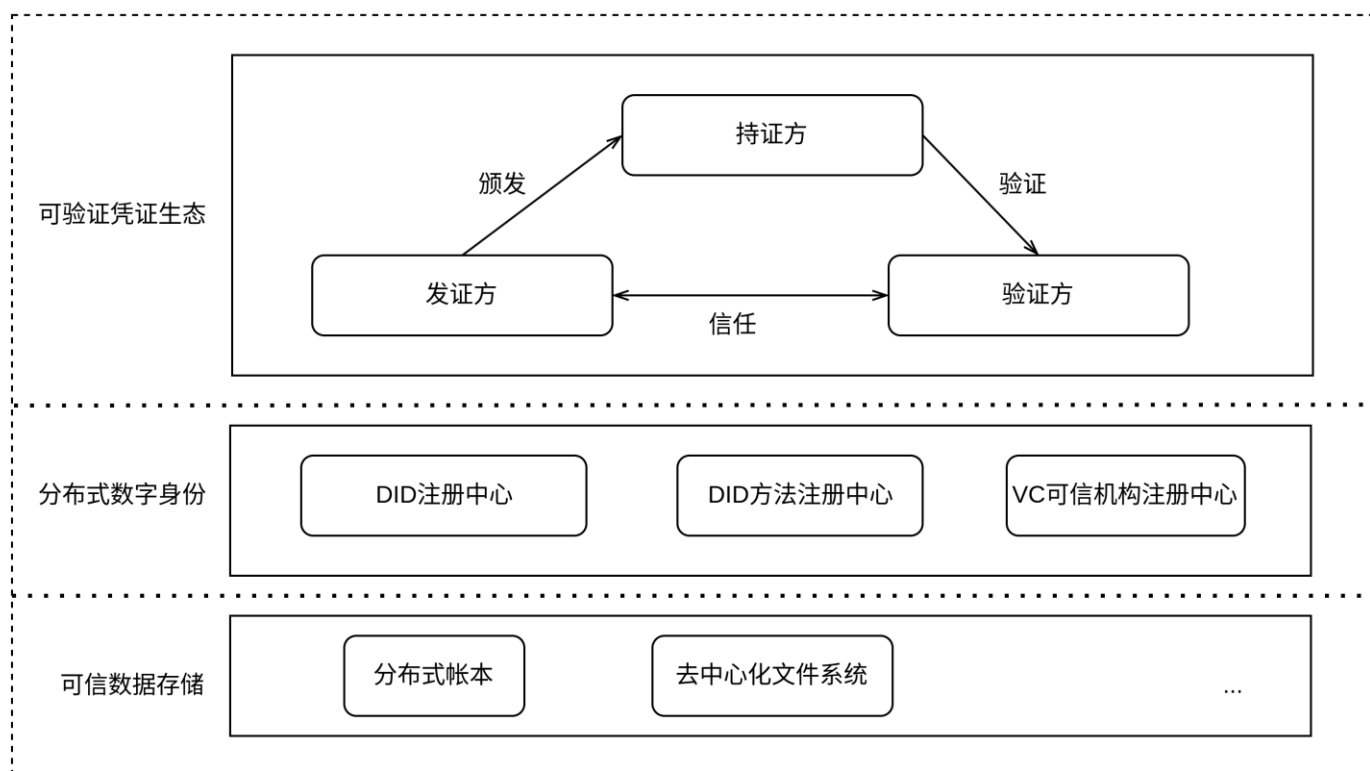 持证方
颁发
验证
可验证凭证生态
发证方
验证方
信任
分布式数字身份
DID注册中心
DID方法注册中心
VC可信机构注册中心
可信数据存储
分布式帐本
去中心化文件系统
...